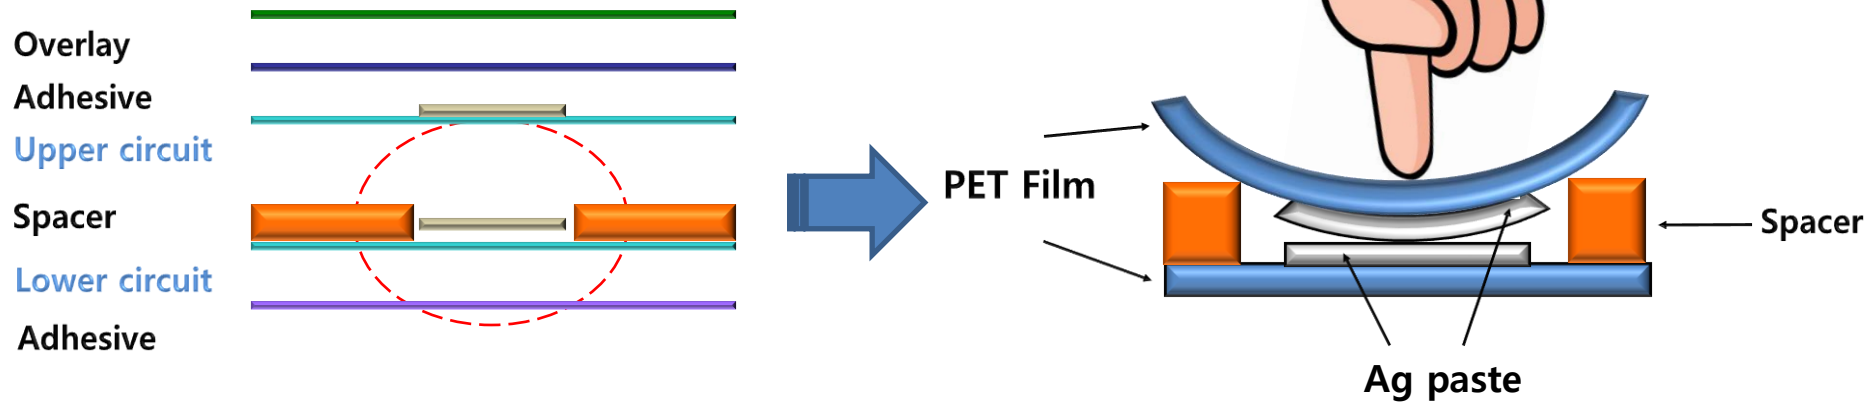 Overlay
Adhesive
Upper circuit
Spacer
Lower circuit
Adhesive
PET Film
Spacer
Ag paste